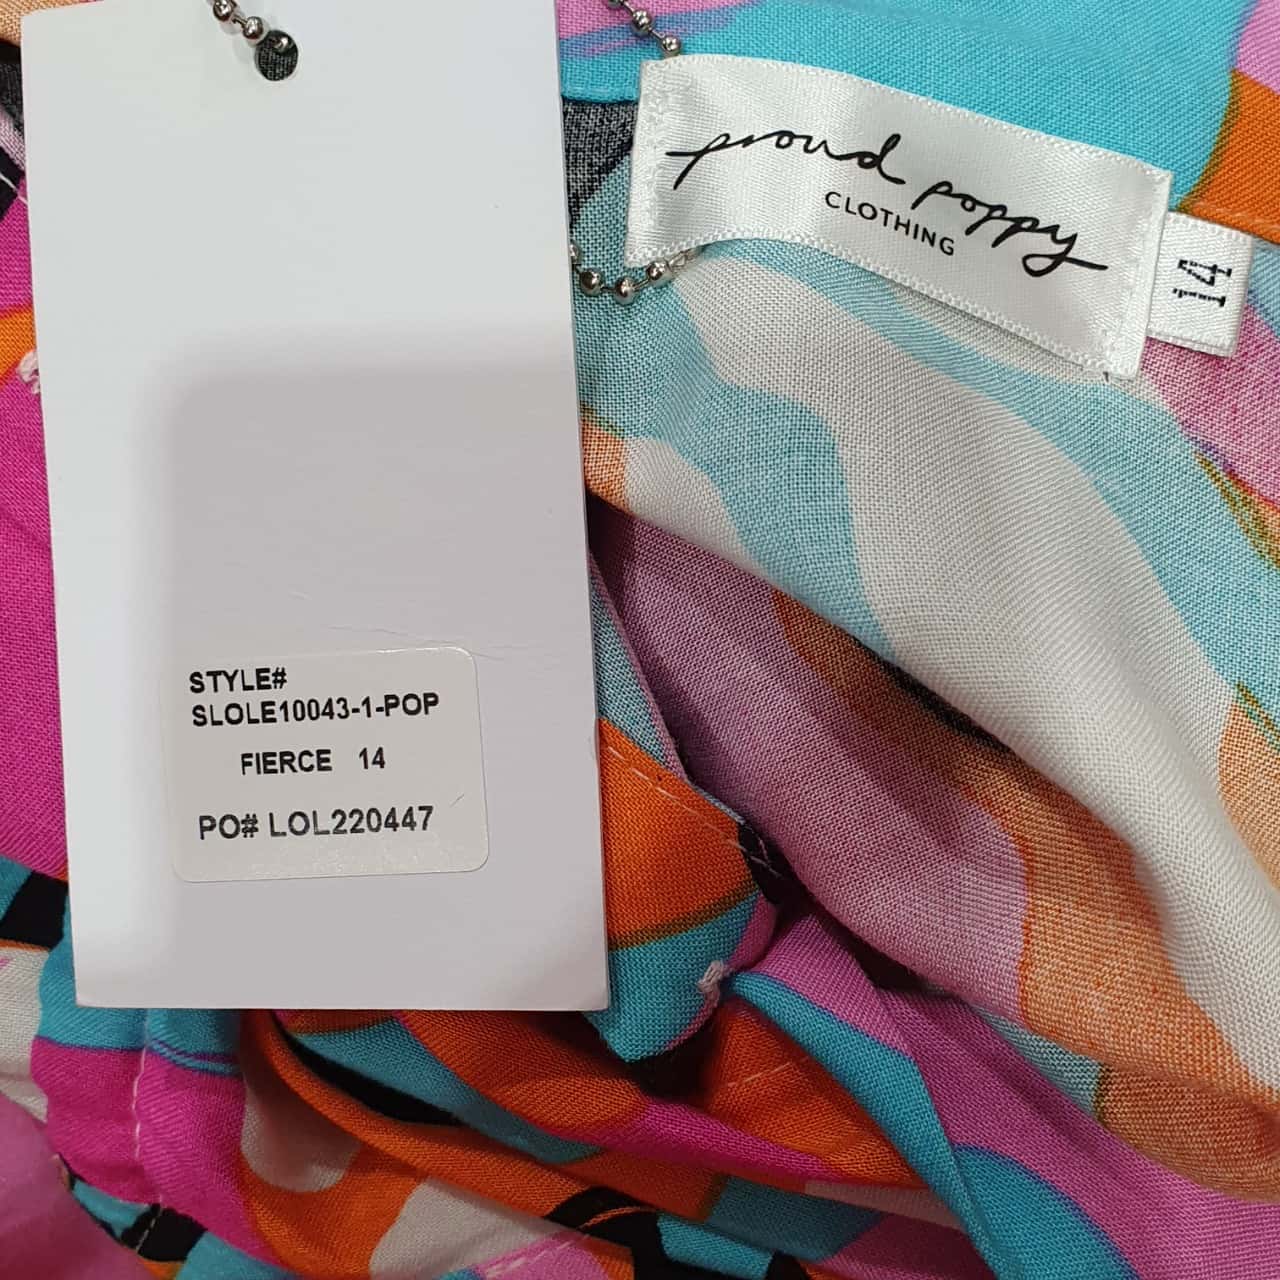 proud poppy
CLOTHING
14
STYLE#
SLOLE10043-1-POP
FIERCE 14
PO# LOL220447